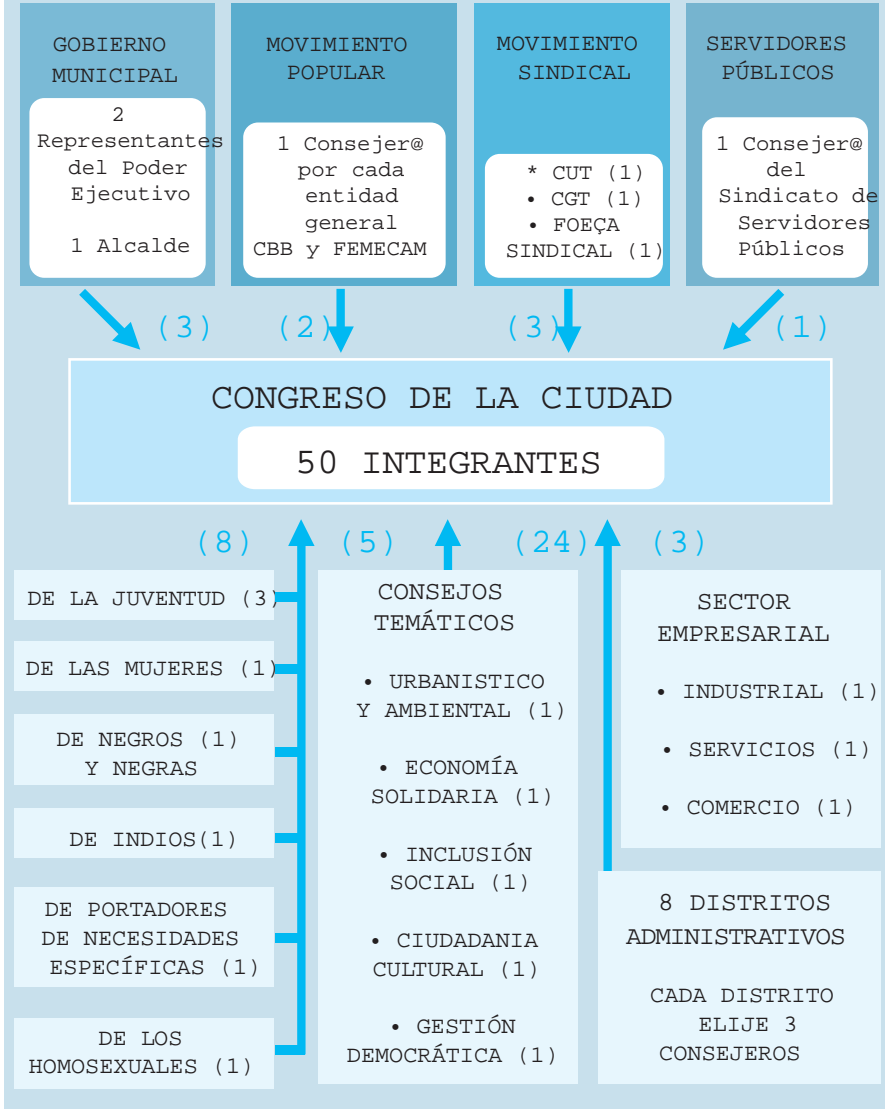 GOBIERNO
MUNICIPAL
2
Representantes
del Poder
Ejecutivo
1 Alcalde
MOVIMIENTO
POPULAR
1 Consejer@
por cada
entidad
general
CBB y FEMECAM
MOVIMIENTO
SINDICAL
* CUT (1)
• CGT (1)
• FOEÇA
SINDICAL (1)
SERVIDORES
PÚBLICOS
1 Consejer@
del
Sindicato de
Servidores
Públicos
(3)
(2)
(3)
(1)
CONGRESO DE LA CIUDAD
50 INTEGRANTES
(8)
(5)
(24)
(3)
DE LA JUVENTUD (3)
DE LAS MUJERES (1)
DE NEGROS (1)
Y NEGRAS
DE INDIOS(1)
DE PORTADORES
DE NECESIDADES
ESPECÍFICAS (1)
DE LOS
HOMOSEXUALES (1)
CONSEJOS
TEMÁTICOS
• URBANISTICO
Y AMBIENTAL (1)
• ECONOMÍA
SOLIDARIA (1)
• INCLUSIÓN
SOCIAL (1)
• CIUDADANIA
CULTURAL (1)
• GESTIÓN
DEMOCRÁTICA (1)
SECTOR
EMPRESARIAL
• INDUSTRIAL (1)
• SERVICIOS (1)
• COMERCIO (1)
8 DISTRITOS
ADMINISTRATIVOS
CADA DISTRITO
ELIJE 3
CONSEJEROS